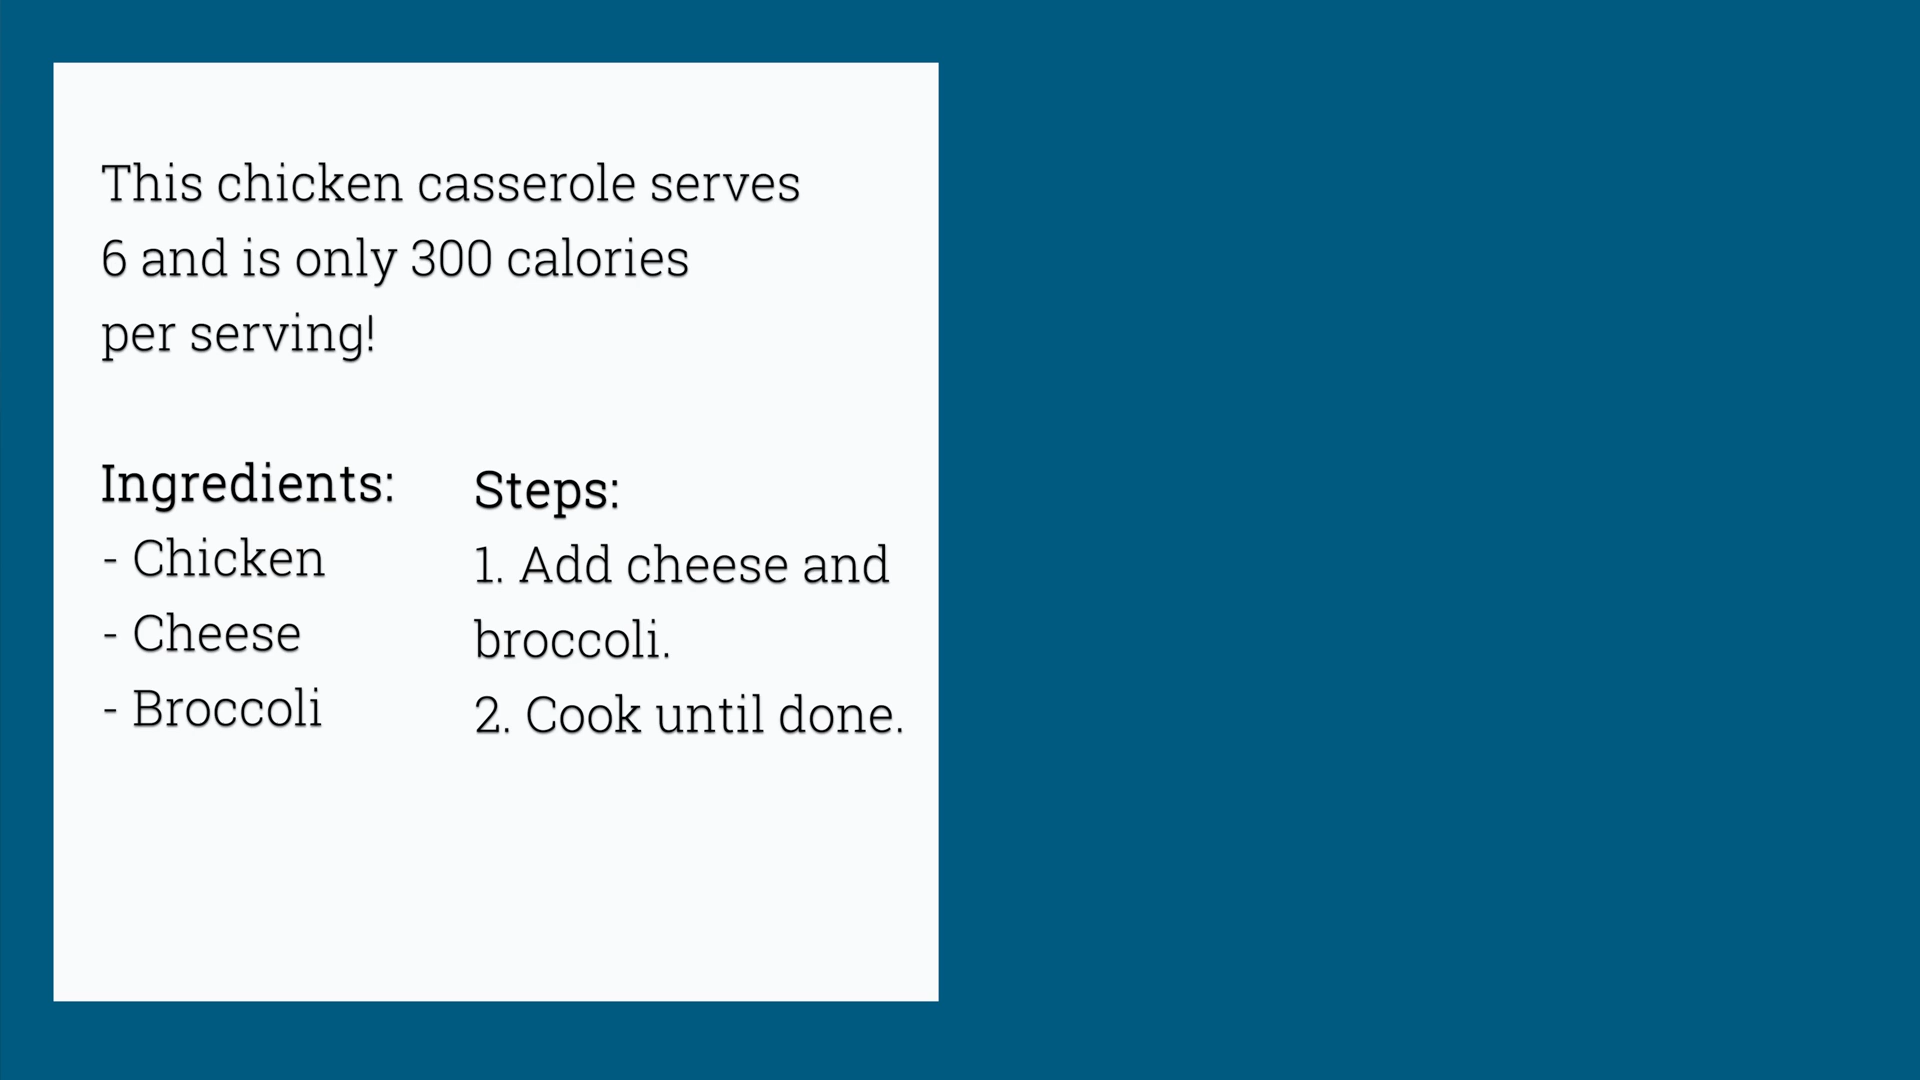 This chicken casserole serves
6 and is only 300 calories
per serving!
Ingredients:
- Chicken
- Cheese
- Broccoli
Steps:
1. Add cheese and
broccoli.
2. Cook until done.